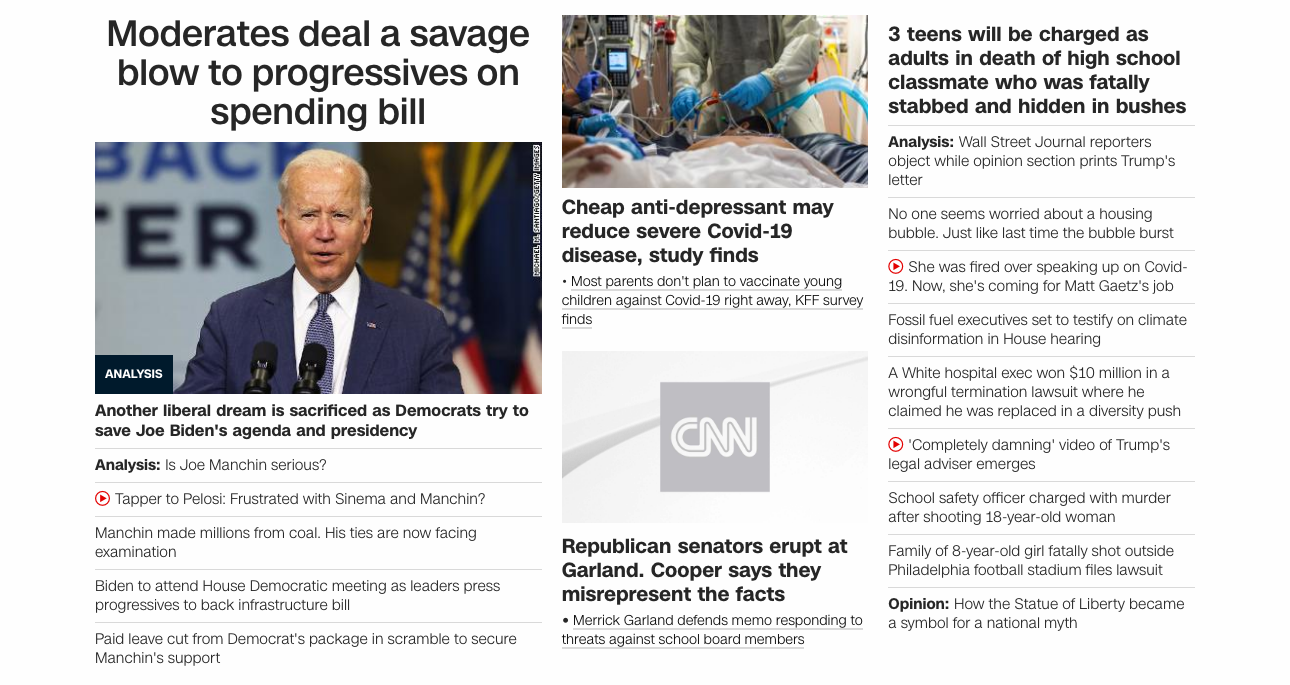 Moderates deal a savage
blow to progressives on
spending bill
BACK
TER
MICHAEL M. SANTIAGO/GETTY IMAGES
ANALYSIS
Another liberal dream is sacrificed as Democrats try to
save Joe Biden's agenda and presidency
Analysis: Is Joe Manchin serious?
Tapper to Pelosi: Frustrated with Sinema and Manchin?
Manchin made millions from coal. His ties are now facing
examination
Biden to attend House Democratic meeting as leaders press
progressives to back infrastructure bill
Paid leave cut from Democrat's package in scramble to secure
Manchin's support
Cheap anti-depressant may
reduce severe Covid-19
disease, study finds
• Most parents don't plan to vaccinate young
children against Covid-19 right away, KFF survey
finds
CNN
Republican senators erupt at
Garland. Cooper says they
misrepresent the facts
• Merrick Garland defends memo responding to
threats against school board members
3 teens will be charged as
adults in death of high school
classmate who was fatally
stabbed and hidden in bushes
Analysis: Wall Street Journal reporters
object while opinion section prints Trump's
letter
No one seems worried about a housing
bubble. Just like last time the bubble burst
She was fired over speaking up on Covid-
19. Now, she's coming for Matt Gaetz's job
Fossil fuel executives set to testify on climate
disinformation in House hearing
A White hospital exec won $10 million in a
wrongful termination lawsuit where he
claimed he was replaced in a diversity push
'Completely damning' video of Trump's
legal adviser emerges
School safety officer charged with murder
after shooting 18-year-old woman
Family of 8-year-old girl fatally shot outside
Philadelphia football stadium files lawsuit
Opinion: How the Statue of Liberty became
a symbol for a national myth